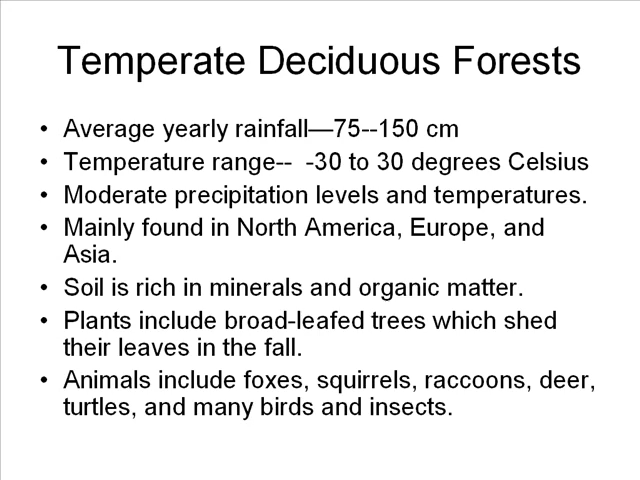 Temperate Deciduous Forests
• Average yearly rainfall—75--150 cm
• Temperature range-- -30 to 30 degrees Celsius
• Moderate precipitation levels and temperatures.
• Mainly found in North America, Europe, and
Asia.
• Soil is rich in minerals and organic matter.
• Plants include broad-leafed trees which shed
their leaves in the fall.
• Animals include foxes, squirrels, raccoons, deer,
turtles, and many birds and insects.